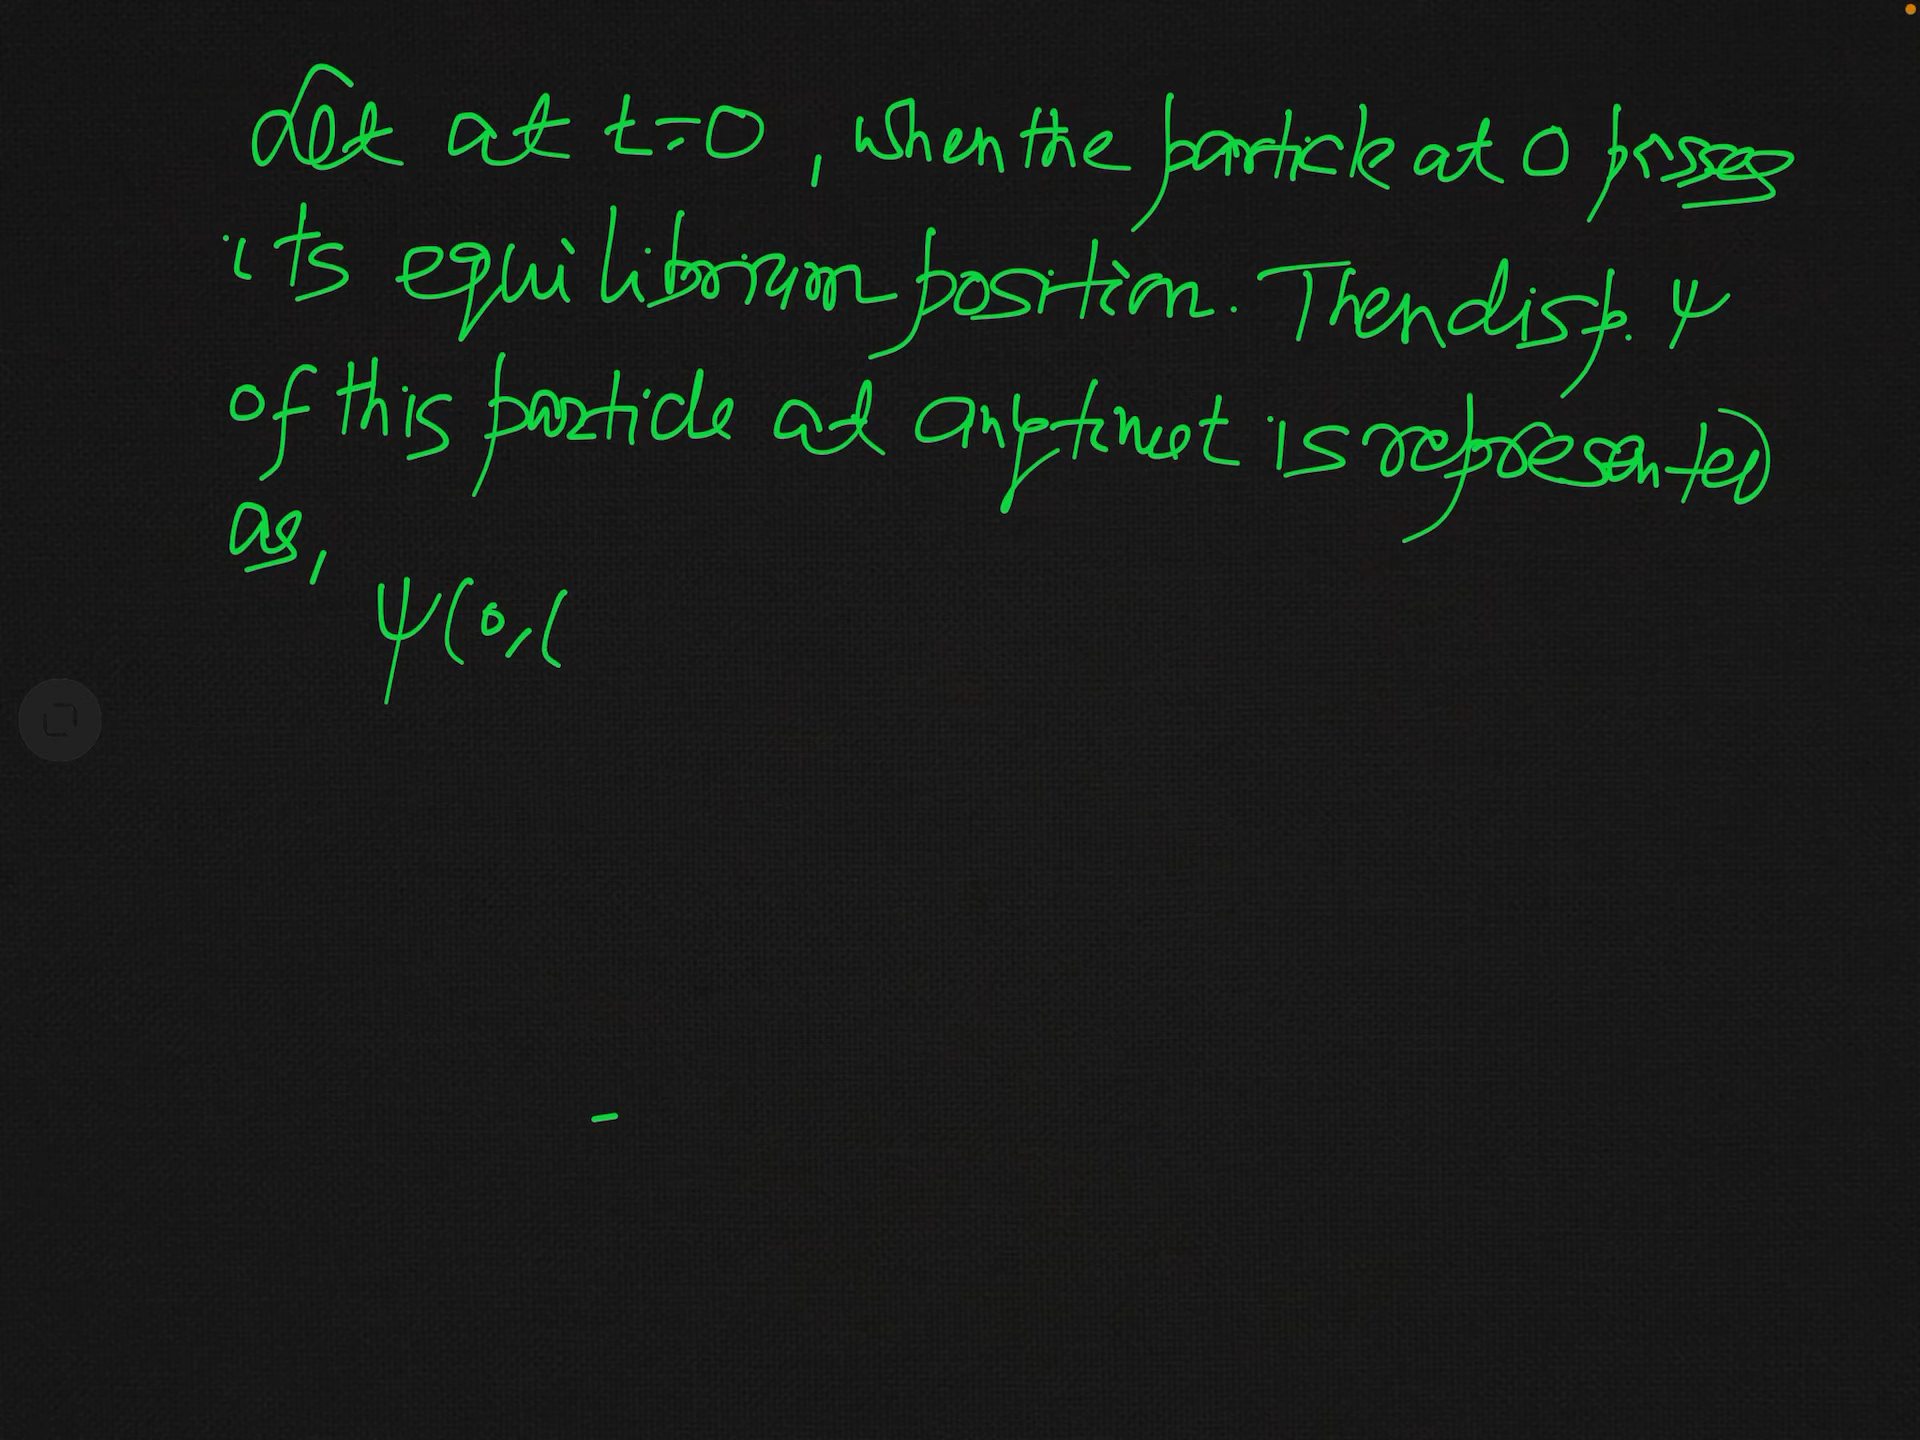 Let at t=0, when the particle at O passes
its equilibrium position. Then disp. ψ
of this particle at any time t is represented
as,
ψ(0,(
-